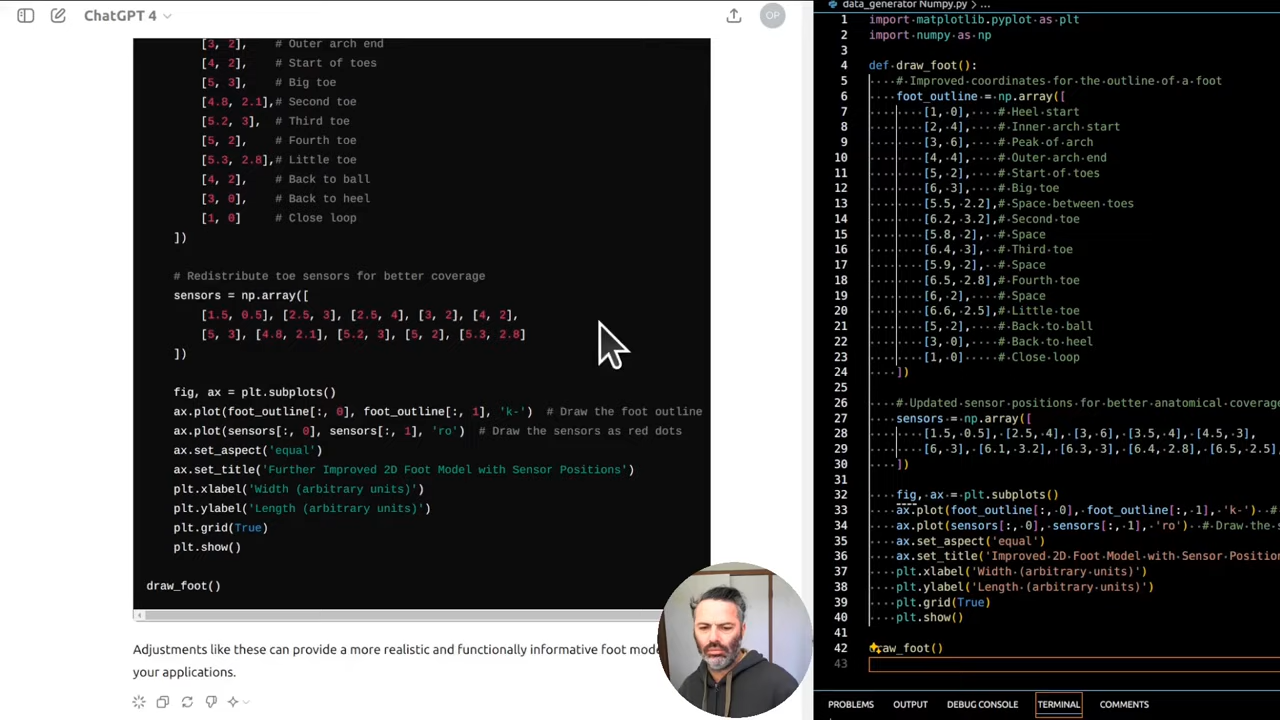 ChatGPT 4
OP
[3, 2],    # Outer arch end
[4, 2],    # Start of toes
[5, 3],    # Big toe
[4.8, 2.1],# Second toe
[5.2, 3],  # Third toe
[5, 2],    # Fourth toe
[5.3, 2.8],# Little toe
[4, 2],    # Back to ball
[3, 0],    # Back to heel
[1, 0]     # Close loop
])
# Redistribute toe sensors for better coverage
sensors = np.array([
[1.5, 0.5], [2.5, 3], [2.5, 4], [3, 2], [4, 2],
[5, 3], [4.8, 2.1], [5.2, 3], [5, 2], [5.3, 2.8]
])
fig, ax = plt.subplots()
ax.plot(foot_outline[:, 0], foot_outline[:, 1], 'k-')  # Draw the foot outline
ax.plot(sensors[:, 0], sensors[:, 1], 'ro')  # Draw the sensors as red dots
ax.set_aspect('equal')
ax.set_title('Further Improved 2D Foot Model with Sensor Positions')
plt.xlabel('Width (arbitrary units)')
plt.ylabel('Length (arbitrary units)')
plt.grid(True)
plt.show()
draw_foot()
Adjustments like these can provide a more realistic and functionally informative foot mode
your applications.
data_generator Numpy.py > ...
1 import matplotlib.pyplot as plt
2 import numpy as np
3
4 def draw_foot():
5 # Improved coordinates for the outline of a foot
6 foot_outline = np.array([
7 [1, 0],    # Heel start
8 [2, 4],    # Inner arch start
9 [3, 6],    # Peak of arch
10 [4, 4],    # Outer arch end
11 [5, 2],    # Start of toes
12 [6, 3],    # Big toe
13 [5.5, 2.2],# Space between toes
14 [6.2, 3.2],# Second toe
15 [5.8, 2],  # Space
16 [6.4, 3],  # Third toe
17 [5.9, 2],  # Space
18 [6.5, 2.8],# Fourth toe
19 [6, 2],    # Space
20 [6.6, 2.5],# Little toe
21 [5, 2],    # Back to ball
22 [3, 0],    # Back to heel
23 [1, 0]     # Close loop
24 ])
25
26 # Updated sensor positions for better anatomical coverage
27 sensors = np.array([
28 [1.5, 0.5], [2.5, 4], [3, 6], [3.5, 4], [4.5, 3],
29 [6, 3], [6.1, 3.2], [6.3, 3], [6.4, 2.8], [6.5, 2.5]
30 ])
31
32 fig, ax = plt.subplots()
33 ax.plot(foot_outline[:, 0], foot_outline[:, 1], 'k-')  #
34 ax.plot(sensors[:, 0], sensors[:, 1], 'ro')  # Draw the s
35 ax.set_aspect('equal')
36 ax.set_title('Improved 2D Foot Model with Sensor Position
37 plt.xlabel('Width (arbitrary units)')
38 plt.ylabel('Length (arbitrary units)')
39 plt.grid(True)
40 plt.show()
41
42 draw_foot()
43
PROBLEMS OUTPUT DEBUG CONSOLE TERMINAL COMMENTS